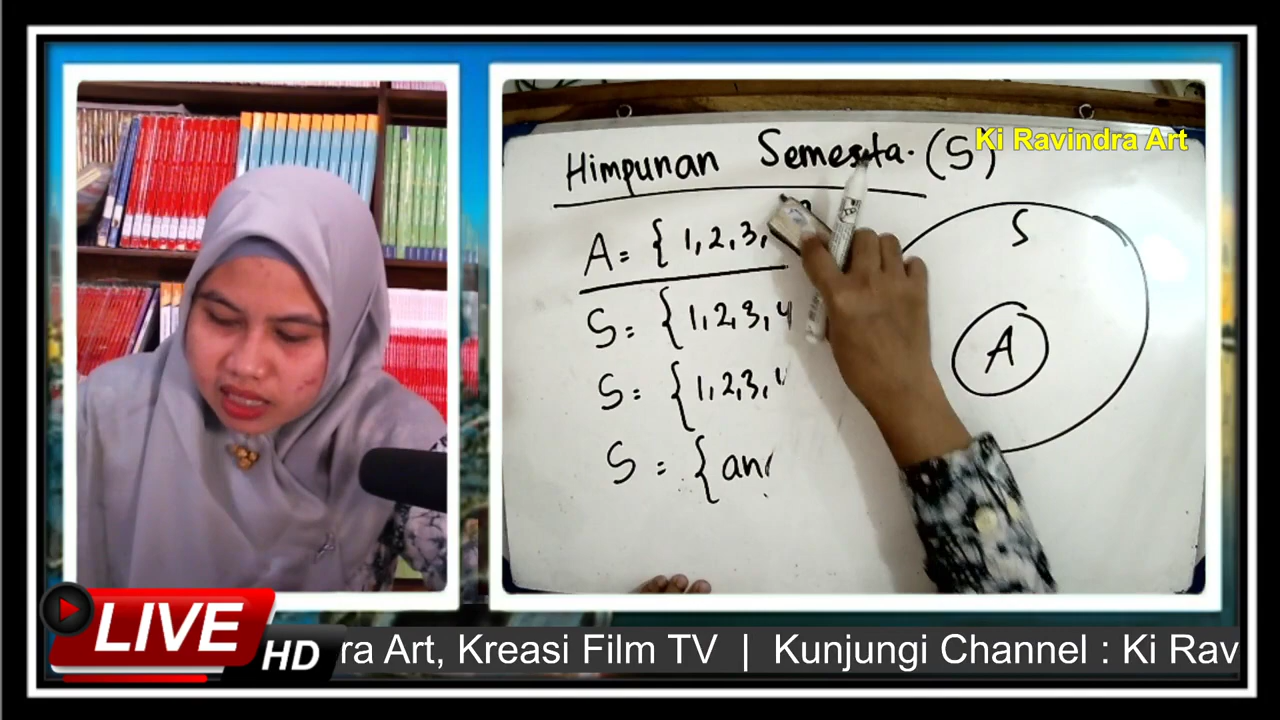 Himpunan Semesta. (S)
Ki Ravindra Art
A = { 1, 2, 3,
S = { 1, 2, 3, 4
S = { 1, 2, 3,
S = {
S
A
LIVE
HD
ra Art, Kreasi Film TV | Kunjungi Channel : Ki Rav